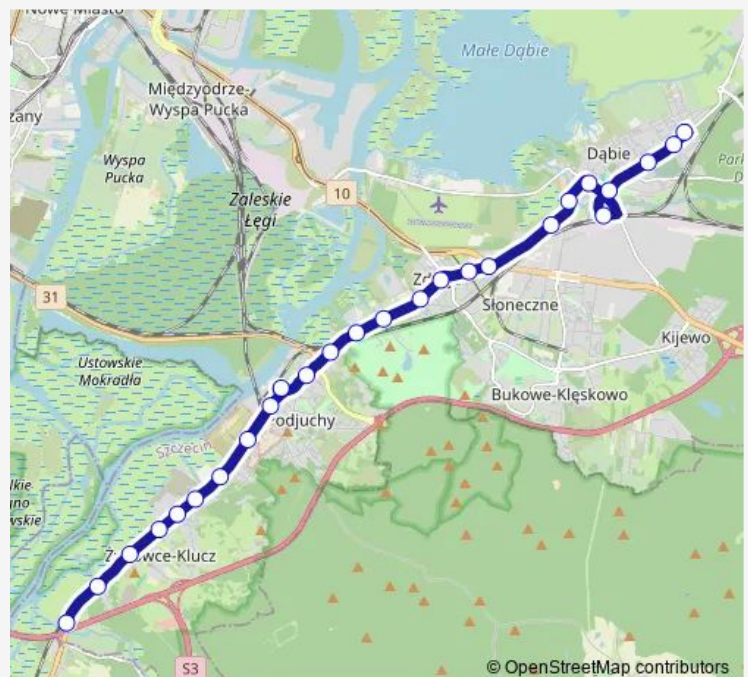 Nowe Miasto
Międzyodrze-
Wyspa Pucka
Małe Dąbie
Wyspa
Pucka
Dąbie
Park
10
Zaleskie
Łęgi
31
Słoneczne
Kijewo
Ustowskie
Mokradła
Bukowe-Klęskowo
odjuchy
Szczecin
wce-Klucz
S3
© OpenStreetMap contributors